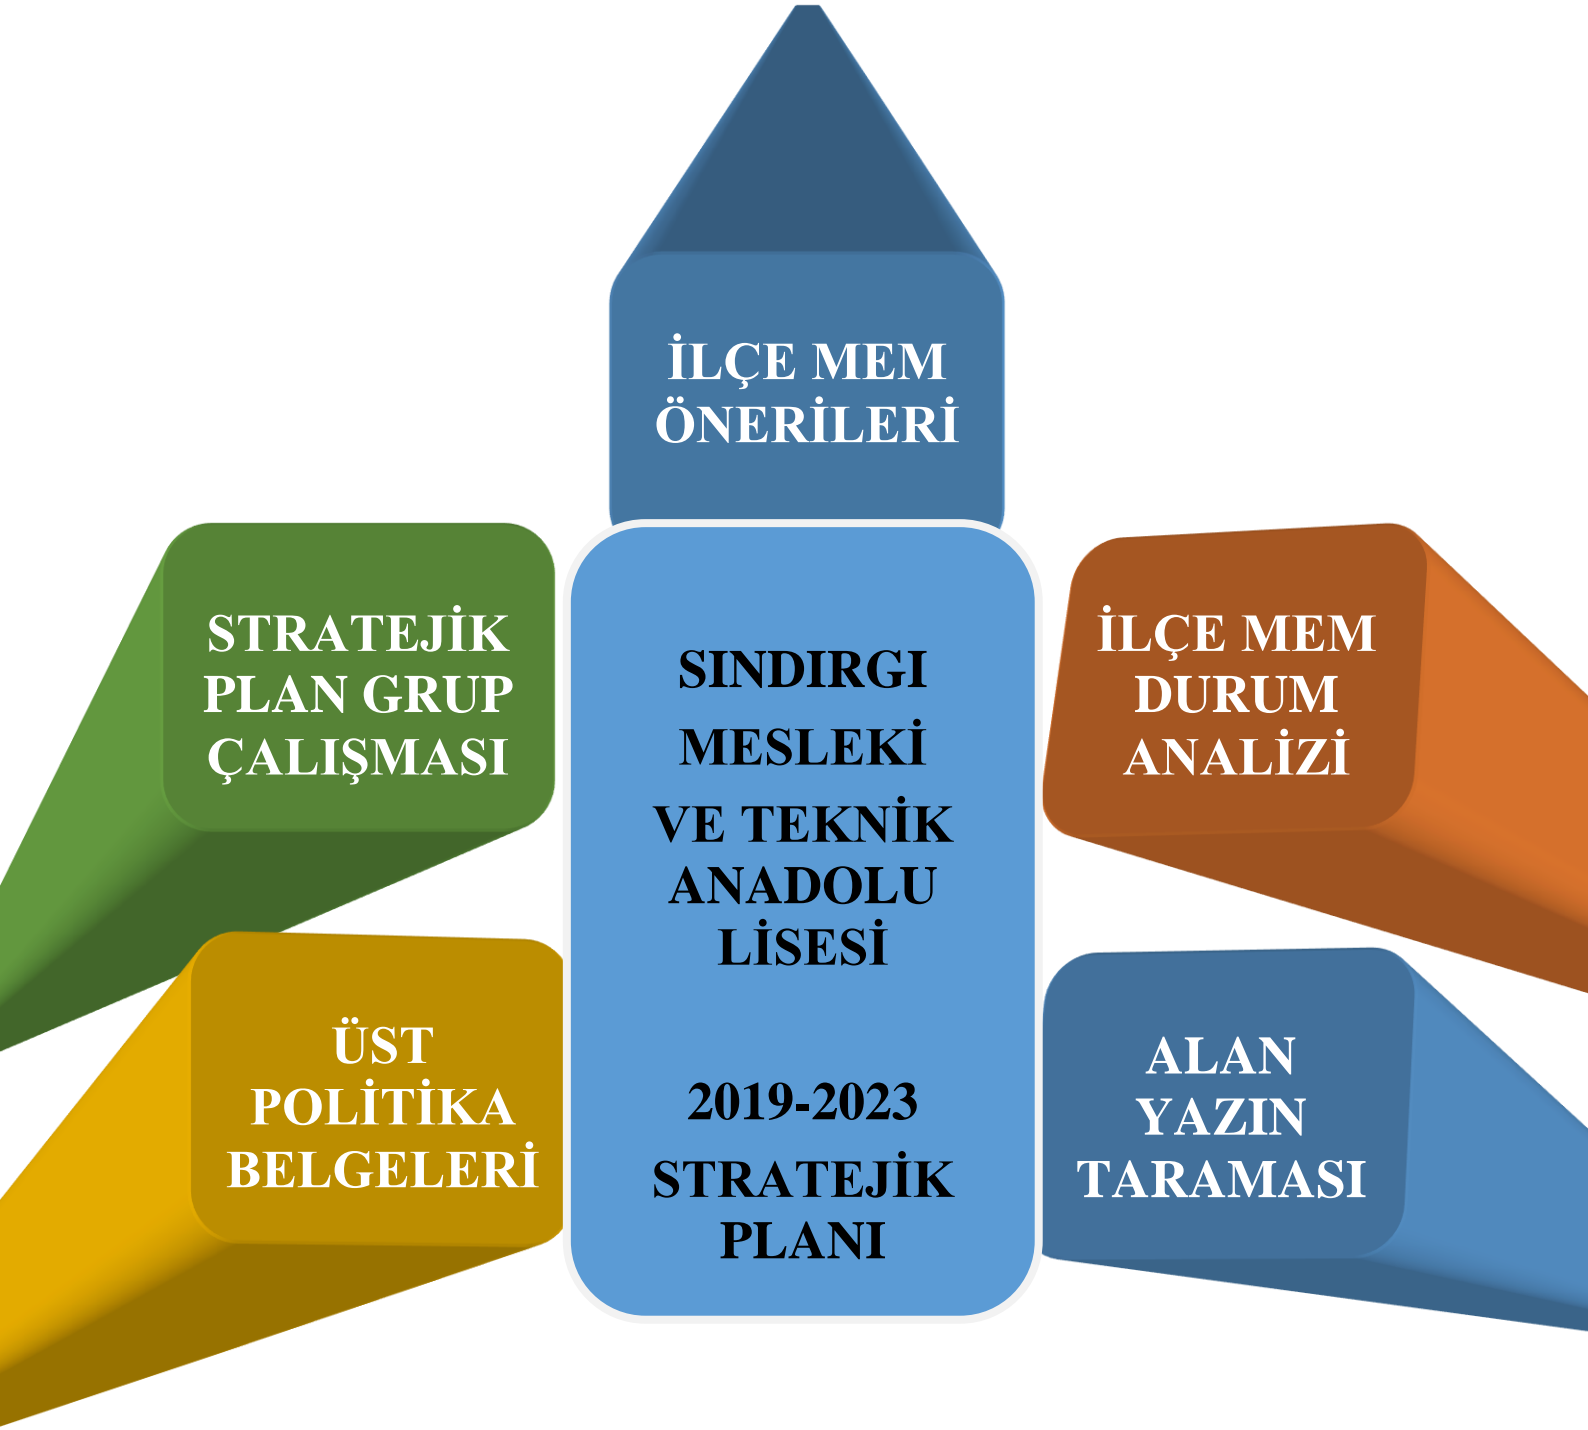 İLÇE MEM
ÖNERİLERİ
STRATEJİK
PLAN GRUP
ÇALIŞMASI
SINDIRGI
MESLEKİ
VE TEKNİK
ANADOLU
LİSESİ
2019-2023
STRATEJİK
PLANI
İLÇE MEM
DURUM
ANALİZİ
ÜST
POLİTİKA
BELGELERİ
ALAN
YAZIN
TARAMASI